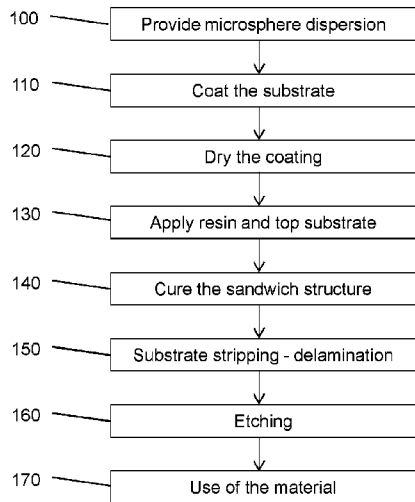 100 Provide microsphere dispersion
110 Coat the substrate
120 Dry the coating
130 Apply resin and top substrate
140 Cure the sandwich structure
150 Substrate stripping - delamination
160 Etching
170 Use of the material